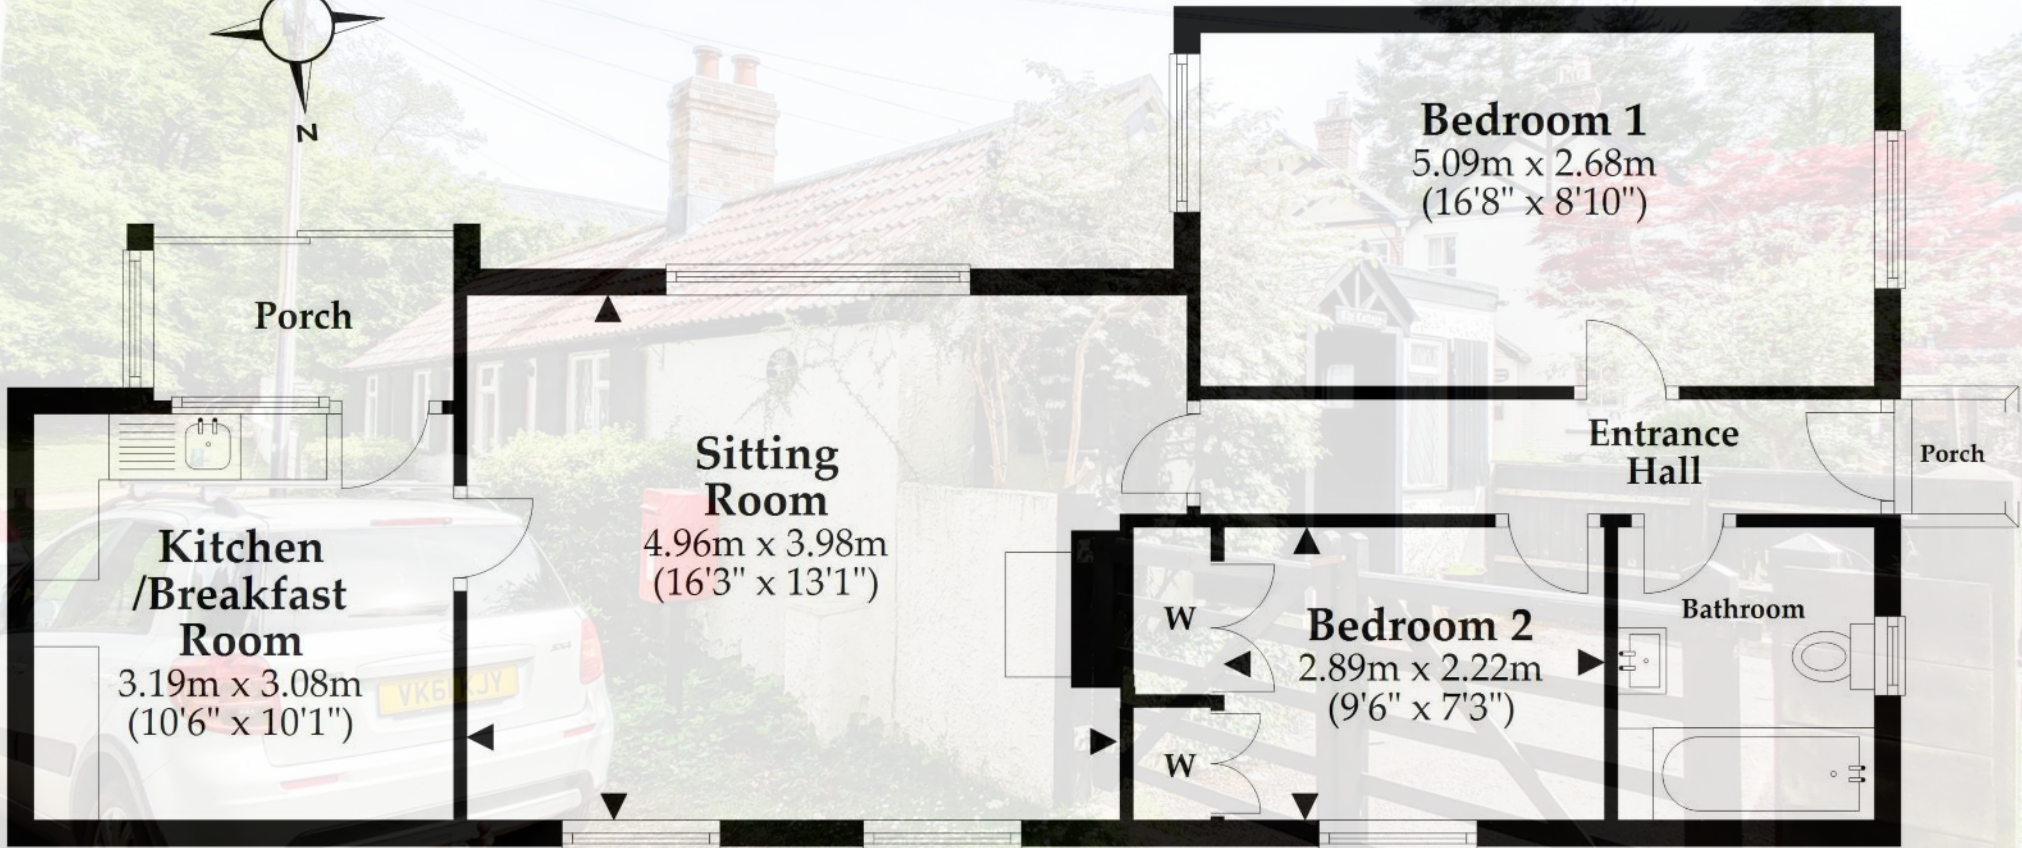 N
Bedroom 1
5.09m x 2.68m
(16'8" x 8'10")
Porch
Sitting
Room
4.96m x 3.98m
(16'3" x 13'1")
Entrance
Hall
Porch
Kitchen
/Breakfast
Room
3.19m x 3.08m
(10'6" x 10'1")
W
Bedroom 2
2.89m x 2.22m
(9'6" x 7'3")
Bathroom
W